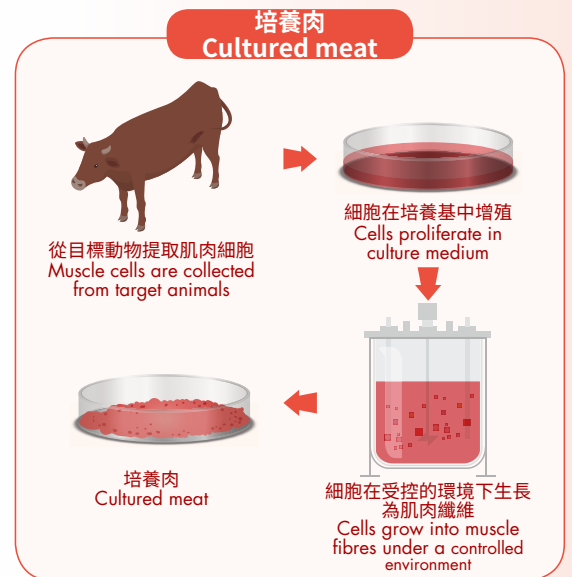 培養肉
Cultured meat
從目標動物提取肌肉細胞
Muscle cells are collected
from target animals
細胞在培養基中增殖
Cells proliferate in
culture medium
細胞在受控的環境下生長
為肌肉纖維
Cells grow into muscle
fibres under a controlled
environment
培養肉
Cultured meat